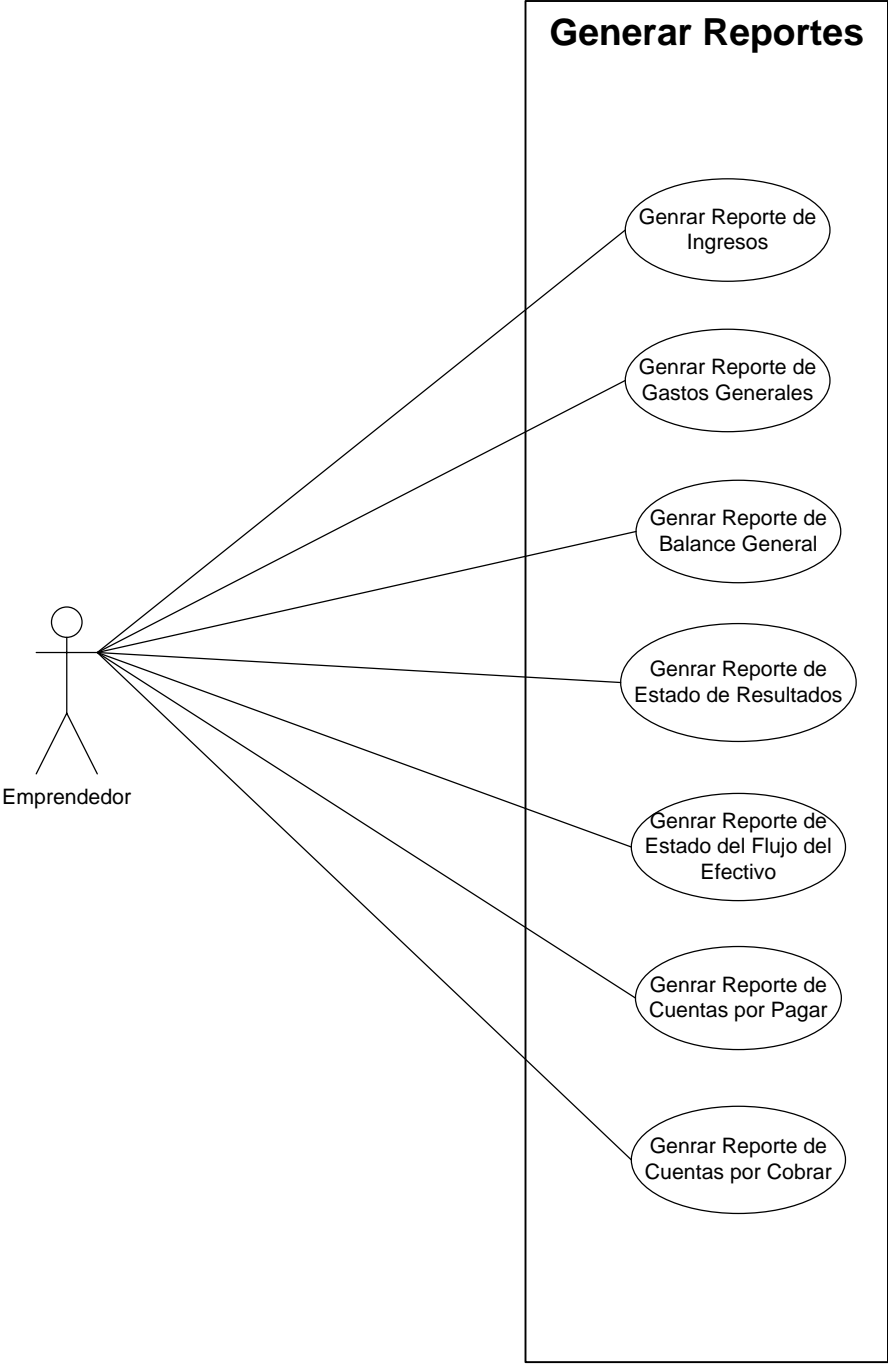 Generar Reportes
Genrar Reporte de
Ingresos
Genrar Reporte de
Gastos Generales
Genrar Reporte de
Balance General
Genrar Reporte de
Estado de Resultados
Emprendedor
Genrar Reporte de
Estado del Flujo del
Efectivo
Genrar Reporte de
Cuentas por Pagar
Genrar Reporte de
Cuentas por Cobrar